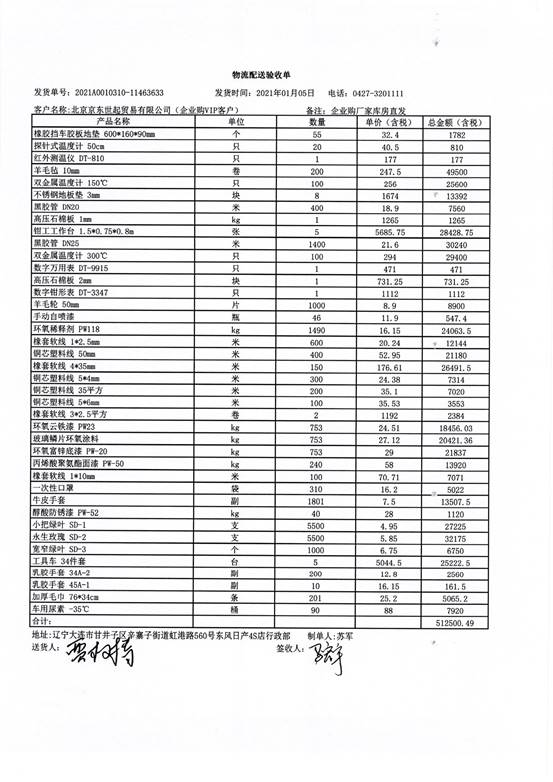 物流配送验收单
发货单号：2021A0010310-11463633 发货时间：2021年01月05日 电话：0427-3201111
客户名称:北京京东世起贸易有限公司（企业购VIP客户） 备注：企业购厂家库房直发
产品名称 单位 数量 单价（含税） 总金额（含税）
橡胶挡车胶板地垫 600*160*90mm 个 55 32.4 1782
探针式温度计 50cm 只 20 40.5 810
红外测温仪 DT-810 只 1 177 177
羊毛毡 10mm 卷 200 247.5 49500
双金属温度计 150℃ 只 100 256 25600
不锈钢地板垫 3mm 块 8 1674 13392
黑胶管 DN20 米 400 18.9 7560
高压石棉板 1mm kg 1 1265 1265
钳工工作台 1.5*0.75*0.8m 张 5 5685.75 28428.75
黑胶管 DN25 米 1400 21.6 30240
双金属温度计 300℃ 只 100 294 29400
数字万用表 DT-9915 只 1 471 471
高压石棉板 2mm 块 1 731.25 731.25
数字钳形表 DT-3347 只 1 1112 1112
羊毛轮 50mm 片 1000 8.9 8900
手动自喷漆 瓶 46 11.9 547.4
环氧稀释剂 PW118 kg 1490 16.15 24063.5
橡套软线 1*2.5mm 米 600 20.24 12144
铜芯塑料线 50mm 米 400 52.95 21180
橡套软线 4*35mm 米 150 176.61 26491.5
铜芯塑料线 5*4mm 米 300 24.38 7314
铜芯塑料线 35平方 米 200 35.1 7020
铜芯塑料线 5*6mm 米 100 35.53 3553
橡套软线 3*2.5平方 卷 2 1192 2384
环氧云铁漆 PW23 kg 753 24.51 18456.03
玻璃鳞片环氧涂料 kg 753 27.12 20421.36
环氧富锌底漆 PW-20 kg 753 29 21837
丙烯酸聚氨酯面漆 PW-50 kg 240 58 13920
橡套软线 1*10mm 米 100 70.71 7071
一次性口罩 袋 310 16.2 5022
牛皮手套 副 1801 7.5 13507.5
醇酸防锈漆 PW-52 kg 40 28 1120
小把绿叶 SD-1 支 5500 4.95 27225
永生玫瑰 SD-2 支 5500 5.85 32175
宽窄绿叶 SD-3 个 1000 6.75 6750
工具车 34件套 台 5 5044.5 25222.5
乳胶手套 34A-2 副 200 12.8 2560
乳胶手套 45A-1 副 10 16.15 161.5
加厚毛巾 76*34cm 条 201 25.2 5065.2
车用尿素 -35℃ 桶 90 88 7920
合计： 512500.49
地址:辽宁大连市甘井子区辛寨子街道虹港路560号东风日产4S店行政部 制单人:苏军
送货人： 签收人：